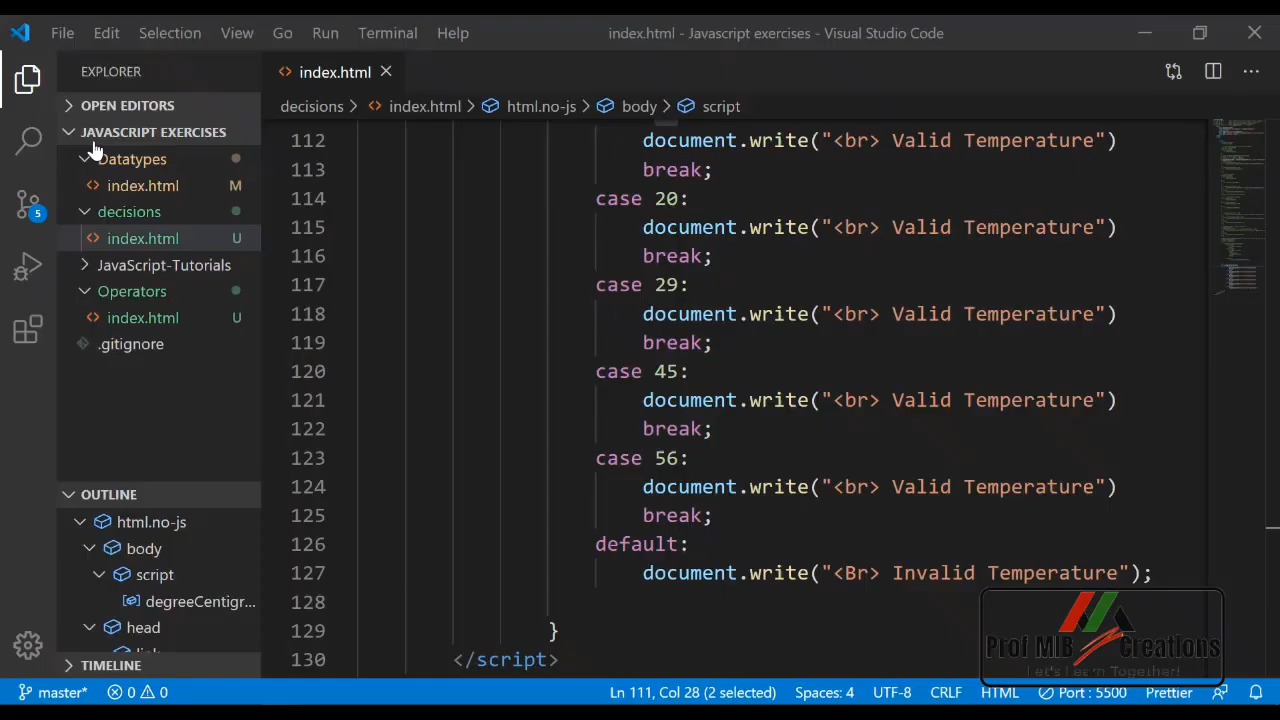 File Edit Selection View Go Run Terminal Help index.html - Javascript exercises - Visual Studio Code
EXPLORER
index.html
OPEN EDITORS
JAVASCRIPT EXERCISES
Datatypes
index.html M
decisions
index.html U
JavaScript-Tutorials
Operators
index.html U
.gitignore
5
OUTLINE
html.no-js
body
script
degreeCentigr...
head
link
TIMELINE
decisions > index.html > html.no-js > body > script
112 document.write("<br> Valid Temperature")
113 break;
114 case 20:
115 document.write("<br> Valid Temperature")
116 break;
117 case 29:
118 document.write("<br> Valid Temperature")
119 break;
120 case 45:
121 document.write("<br> Valid Temperature")
122 break;
123 case 56:
124 document.write("<br> Valid Temperature")
125 break;
126 default:
127 document.write("<Br> Invalid Temperature");
128
129 }
130 </script>
Prof MIB Creations
Let's Learn Together!
master* 0 0 Ln 111, Col 28 (2 selected) Spaces: 4 UTF-8 CRLF HTML Port : 5500 Prettier